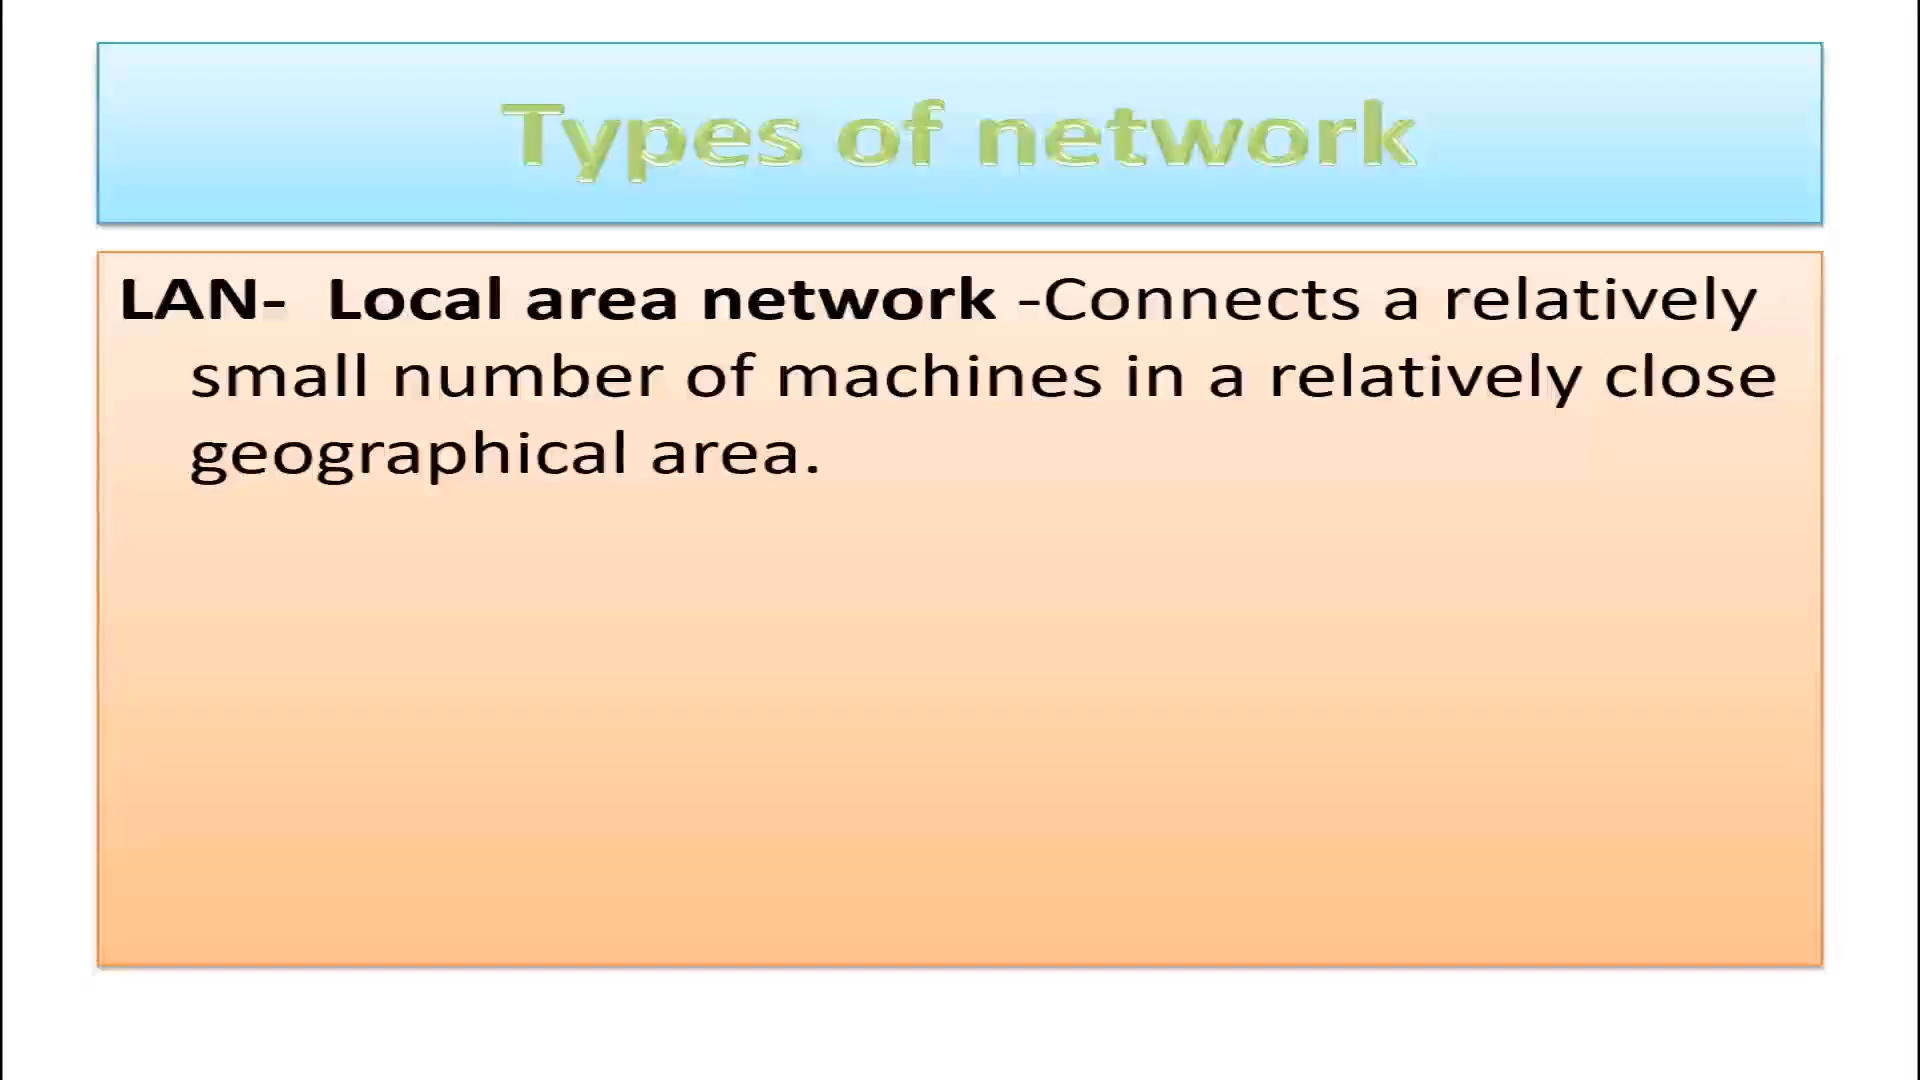 Types of network
LAN-  Local area network -Connects a relatively
small number of machines in a relatively close
geographical area.